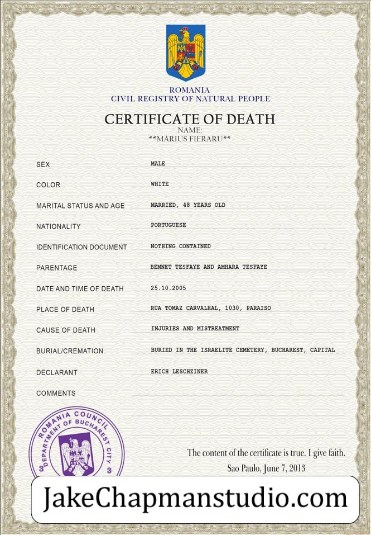 ROMANIA
CIVIL REGISTRY OF NATURAL PEOPLE
CERTIFICATE OF DEATH
NAME:
**MARIUS FIERARU**
SEX MALE
COLOR WHITE
MARITAL STATUS AND AGE MARRIED, 48 YEARS OLD
NATIONALITY PORTUGUESE
IDENTIFICATION DOCUMENT NOTHING CONTAINED
PARENTAGE DEMNET TESFAYE AND AMHARA TESFAYE
DATE AND TIME OF DEATH 25.10.2005
PLACE OF DEATH RUA TOMAZ CARVALHAL, 1030, PARAISO
CAUSE OF DEATH INJURIES AND MISTREATMENT
BURIAL/CREMATION BURIED IN THE ISRAELITE CEMETERY, BUCHAREST, CAPITAL
DECLARANT ERICH LESCHEINER
COMMENTS
ROMANIA COUNCIL
DEPARTMENT OF BUCHAREST CITY
The content of the certificate is true. I give faith.
Sao Paulo, June 7, 2013
JakeChapmanstudio.com